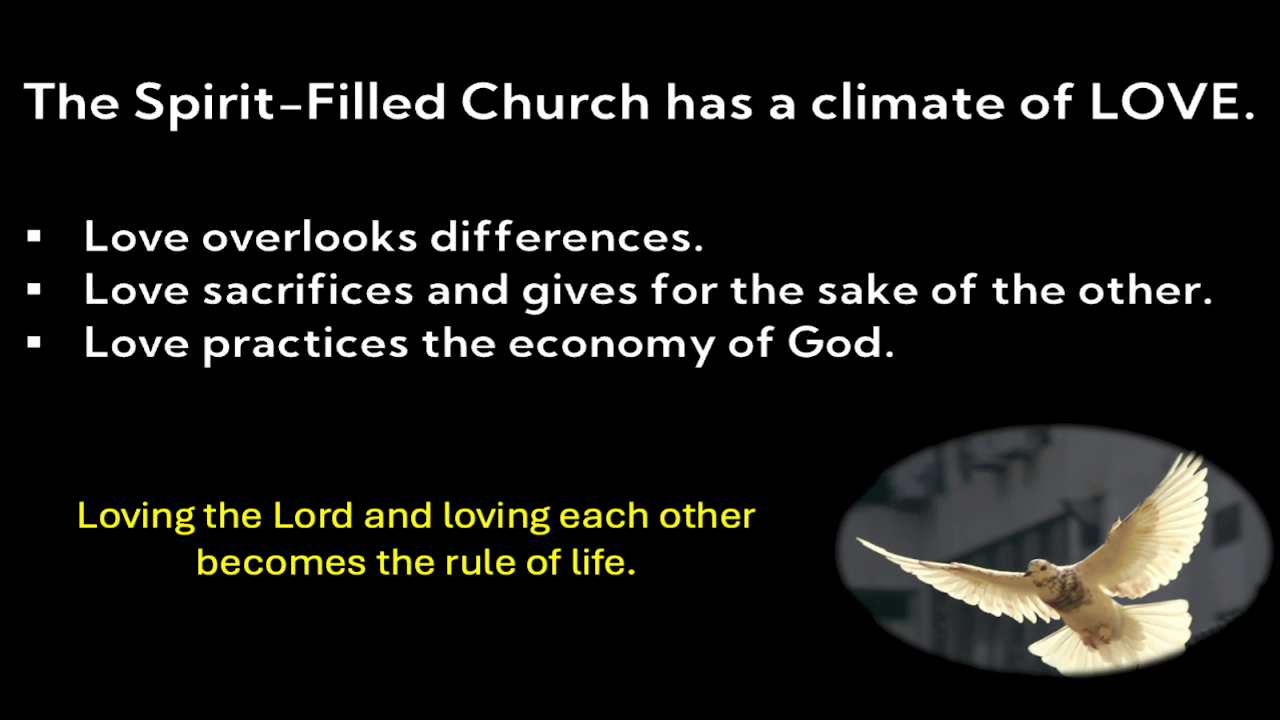 The Spirit-Filled Church has a climate of LOVE.
▪ Love overlooks differences.
▪ Love sacrifices and gives for the sake of the other.
▪ Love practices the economy of God.
Loving the Lord and loving each other
becomes the rule of life.